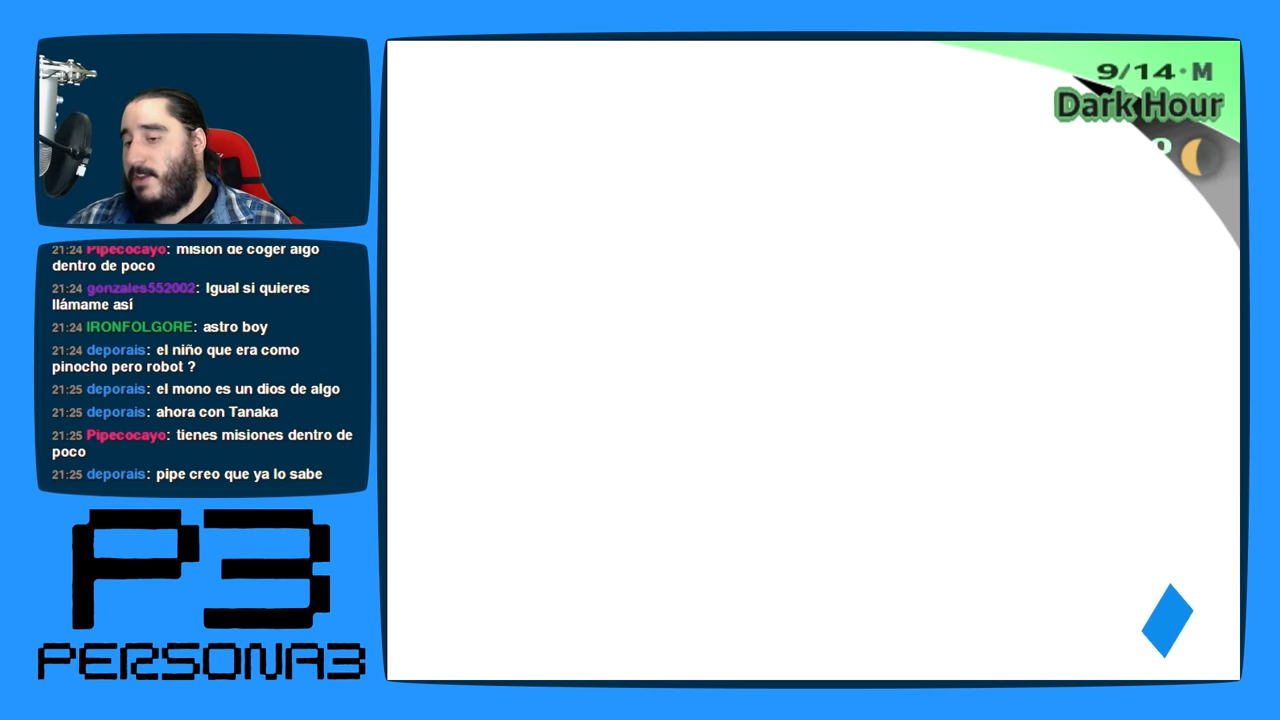 21:24 Pipecocayo: misión de coger algo
dentro de poco
21:24 gonzales552002: Igual si quieres
llámame así
21:24 IRONFOLGORE: astro boy
21:24 deporais: el niño que era como
pinocho pero robot ?
21:25 deporais: el mono es un dios de algo
21:25 deporais: ahora con Tanaka
21:25 Pipecocayo: tienes misiones dentro de
poco
21:25 deporais: pipe creo que ya lo sabe
P3
PERSONA3
9/14·M
Dark Hour